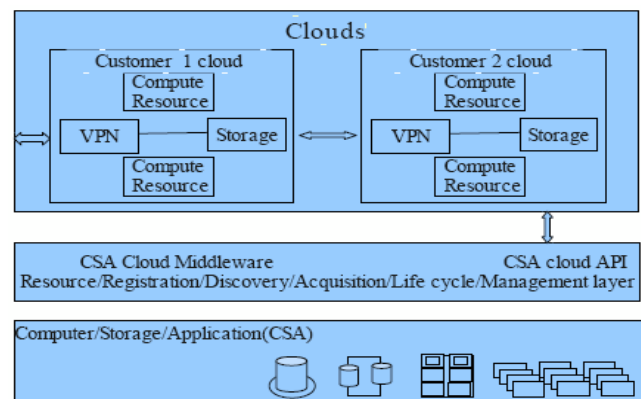 Clouds
Customer 1 cloud
Compute
Resource
VPN
Storage
Compute
Resource
Customer 2 cloud
Compute
Resource
VPN
Storage
Compute
Resource
CSA Cloud Middleware
CSA cloud API
Resource/Registration/Discovery/Acquisition/Life cycle/Management layer
Computer/Storage/Application(CSA)